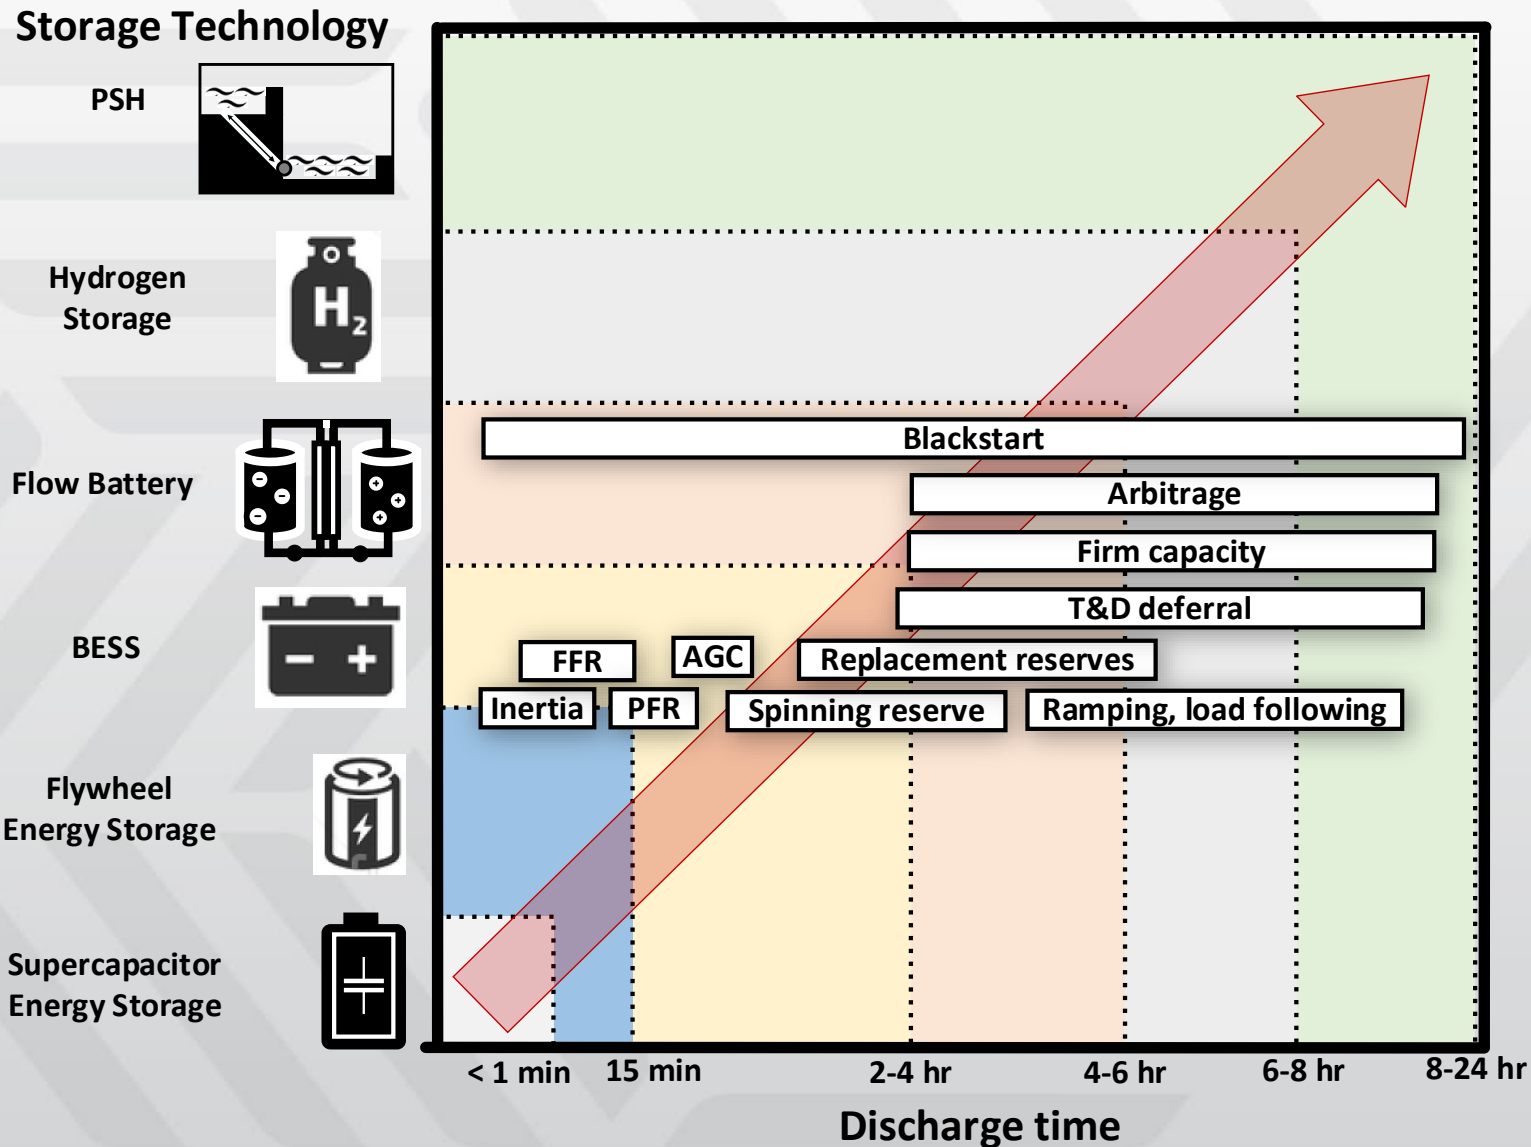 Storage Technology
PSH
Hydrogen
Storage
H2
Flow Battery
BESS
Flywheel
Energy Storage
Supercapacitor
Energy Storage
Blackstart
Arbitrage
Firm capacity
T&D deferral
FFR
AGC
Replacement reserves
Inertia
PFR
Spinning reserve
Ramping, load following
< 1 min
15 min
2-4 hr
4-6 hr
6-8 hr
8-24 hr
Discharge time